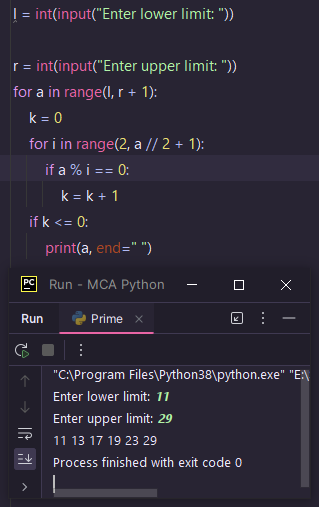 l = int(input("Enter lower limit: "))
r = int(input("Enter upper limit: "))
for a in range(l, r + 1):
k = 0
for i in range(2, a // 2 + 1):
if a % i == 0:
k = k + 1
if k <= 0:
print(a, end=" ")
PC
Run - MCA Python
Run
Prime
"C:\Program Files\Python38\python.exe" "E:\
Enter lower limit: 11
Enter upper limit: 29
11 13 17 19 23 29
Process finished with exit code 0